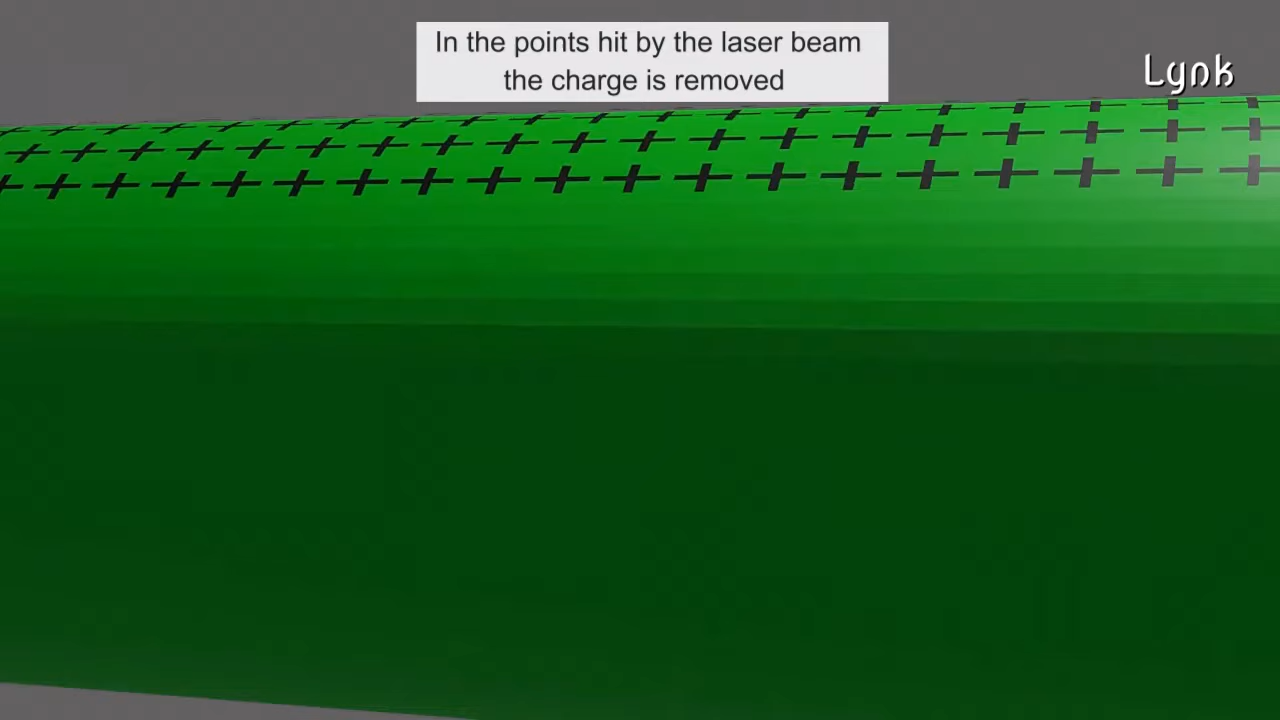 In the points hit by the laser beam
the charge is removed
Lynk